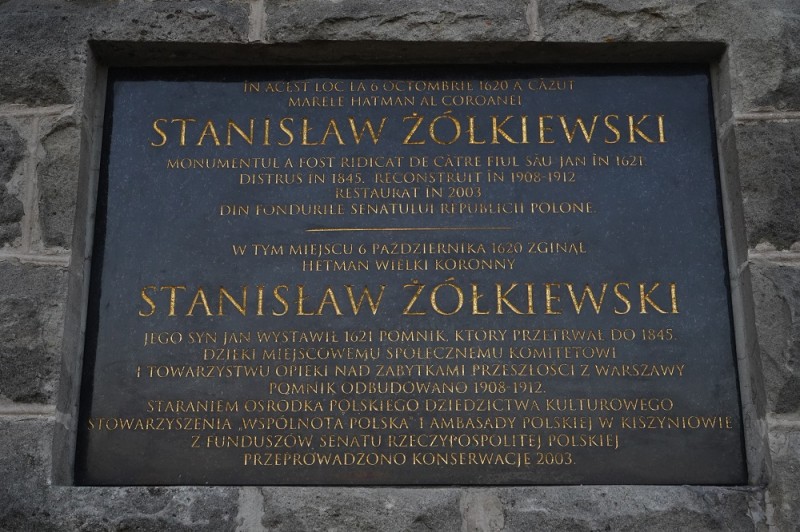 ÎN ACEST LOC LA 6 OCTOMBRIE 1620 A CĂZUT
MARELE HATMAN AL COROANEI
STANISŁAW ŻÓŁKIEWSKI
MONUMENTUL A FOST RIDICAT DE CĂTRE FIUL SĂU JAN ÎN 1621
DISTRUS IN 1845. RECONSTRUIT ÎN 1908-1912
RESTAURAT IN 2003
DIN FONDURILE SENATULUI REPUBLICII POLONE.
W TYM MIEJSCU 6 PAŹDZIERNIKA 1620 ZGINĄŁ
HETMAN WIELKI KORONNY
STANISŁAW ŻÓŁKIEWSKI
JEGO SYN JAN WYSTAWIŁ 1621 POMNIK, KTÓRY PRZETRWAŁ DO 1845.
DZIĘKI MIEJSCOWEMU SPOŁECZNEMU KOMITETOWI
I TOWARZYSTWU OPIEKI NAD ZABYTKAMI PRZESZŁOŚCI Z WARSZAWY
POMNIK ODBUDOWANO 1908-1912.
STARANIEM OŚRODKA POLSKIEGO DZIEDZICTWA KULTUROWEGO
STOWARZYSZENIA „WSPÓLNOTA POLSKA" I AMBASADY POLSKIEJ W KISZYNIOWIE
Z FUNDUSZÓW SENATU RZECZYPOSPOLITEJ POLSKIEJ
PRZEPROWADZONO KONSERWACJĘ 2003.